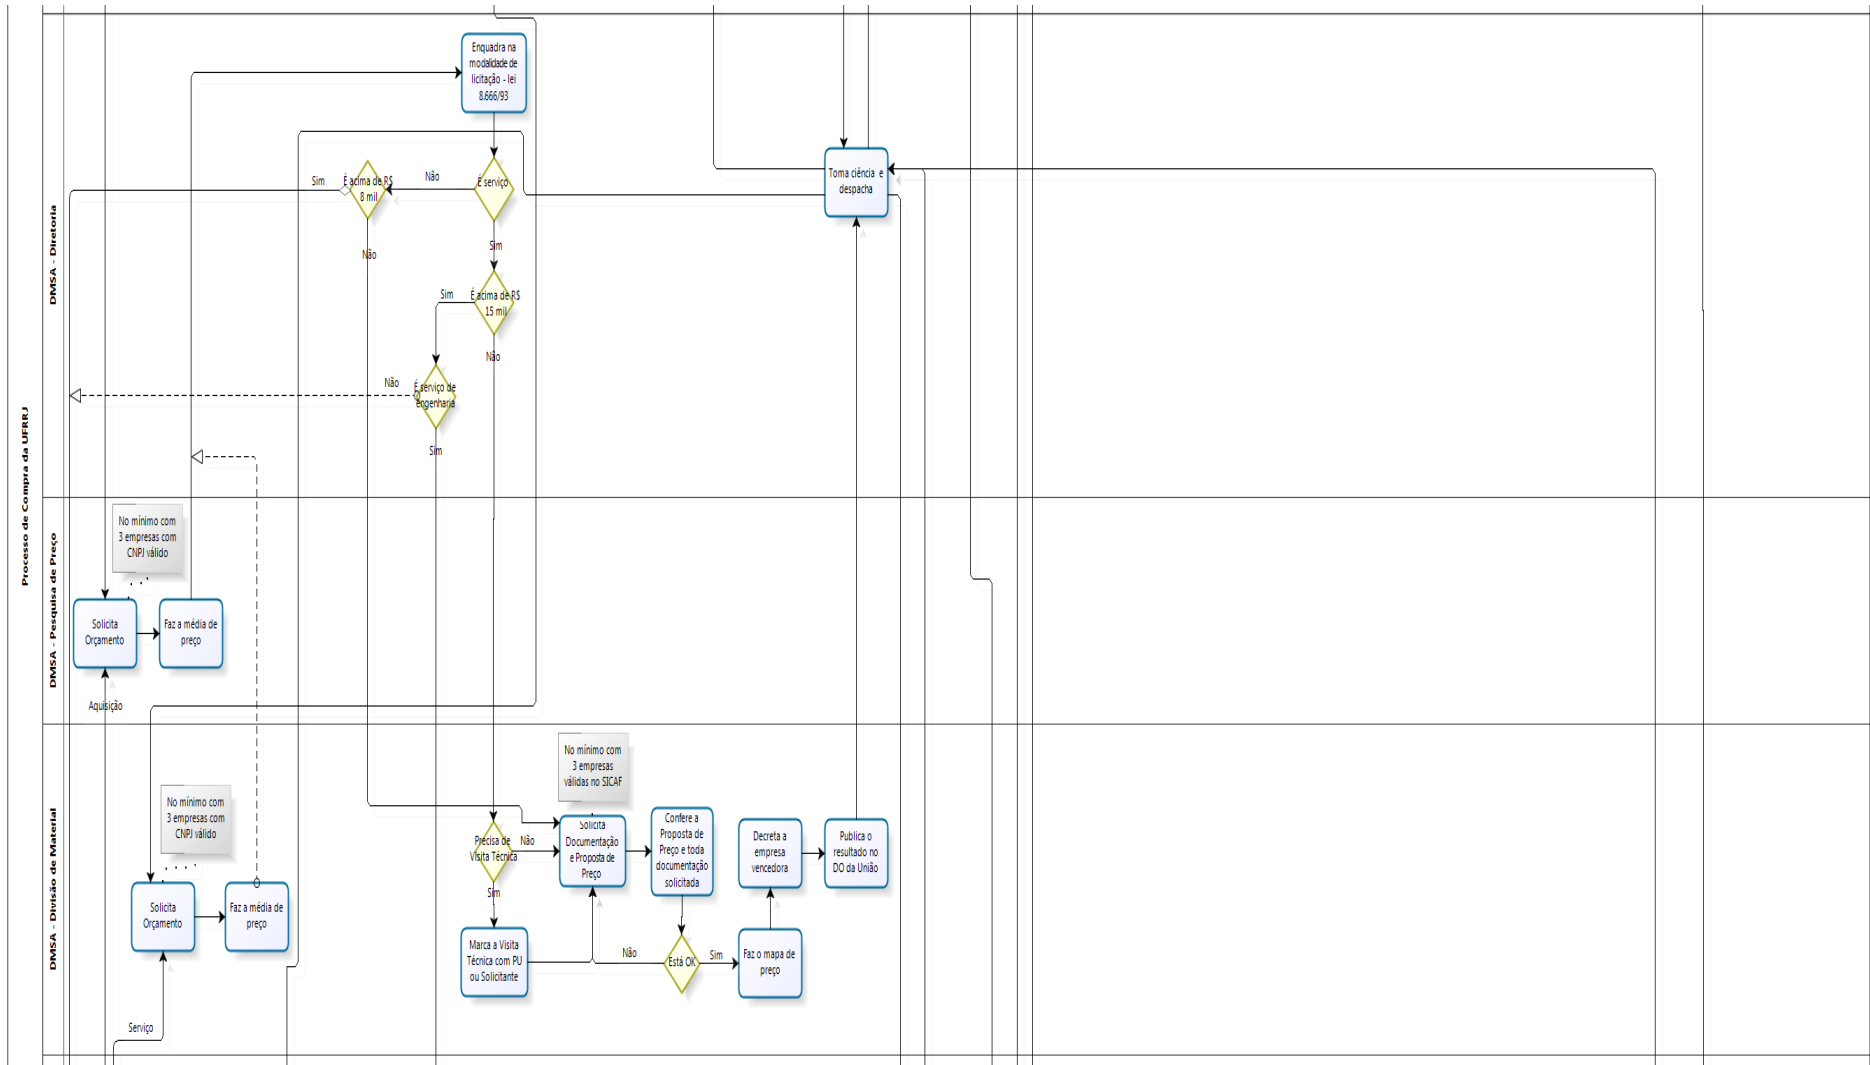 Processo de Compra da UFRRJ
DMSA - Diretoria
Enquadra na
modalidade de
licitação - lei
8.666/93
É serviço
Não
Sim
É acima de R$
8 mil
Sim
Não
É acima de R$
15 mil
Sim
Não
É serviço de
engenharia
Não
Sim
Toma ciência e
despacha
DMSA - Pesquisa de Preço
No mínimo com
3 empresas com
CNPJ válido
Solicita
Orçamento
Faz a média de
preço
Aquisição
DMSA - Divisão de Material
No mínimo com
3 empresas com
CNPJ válido
Solicita
Orçamento
Faz a média de
preço
Serviço
Precisa de
Visita Técnica
Não
Sim
Marca a Visita
Técnica com PU
ou Solicitante
No mínimo com
3 empresas
válidas no SICAF
Solicita
Documentação
e Proposta de
Preço
Confere a
Proposta de
Preço e toda
documentação
solicitada
Está OK
Não
Sim
Faz o mapa de
preço
Decreta a
empresa
vencedora
Publica o
resultado no
DO da União